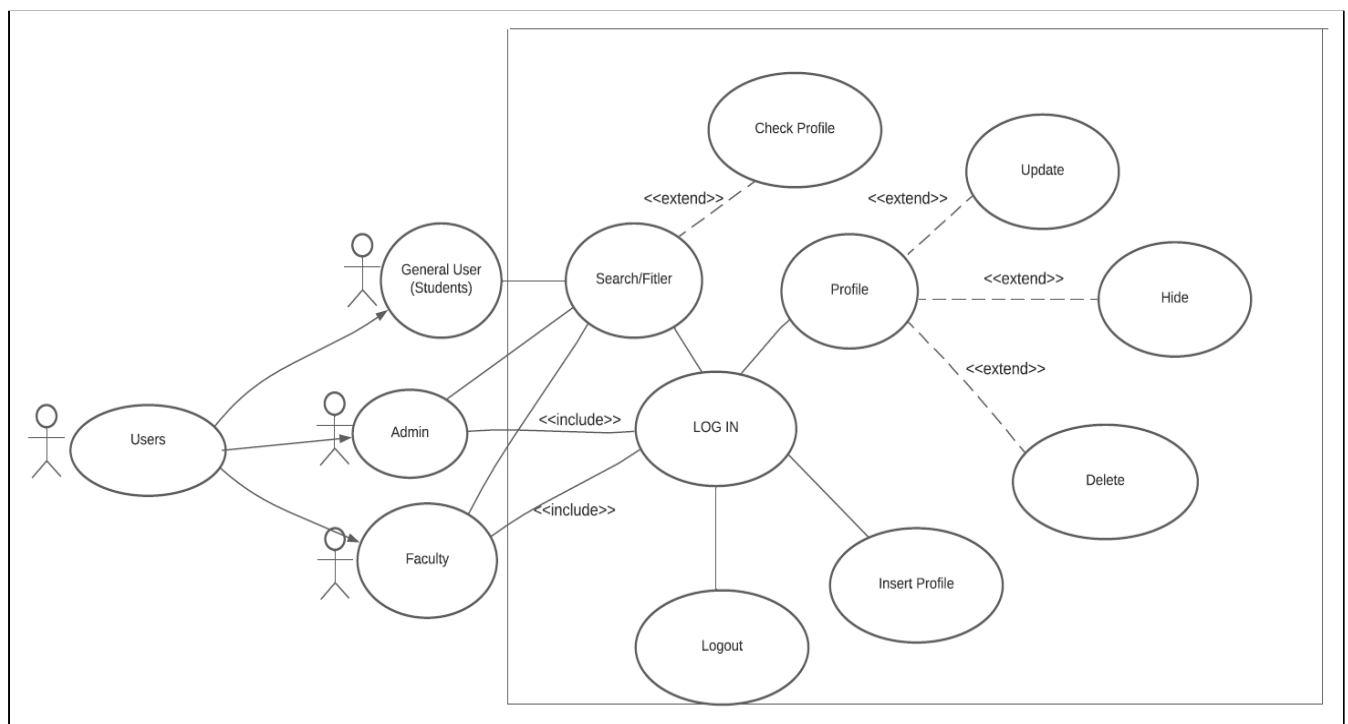 Check Profile
Update
<<extend>>
<<extend>>
General User
(Students)
Search/Fitler
Profile
<<extend>>
Hide
<<extend>>
Users
Admin
<<include>>
LOG IN
Delete
<<include>>
Faculty
Insert Profile
Logout